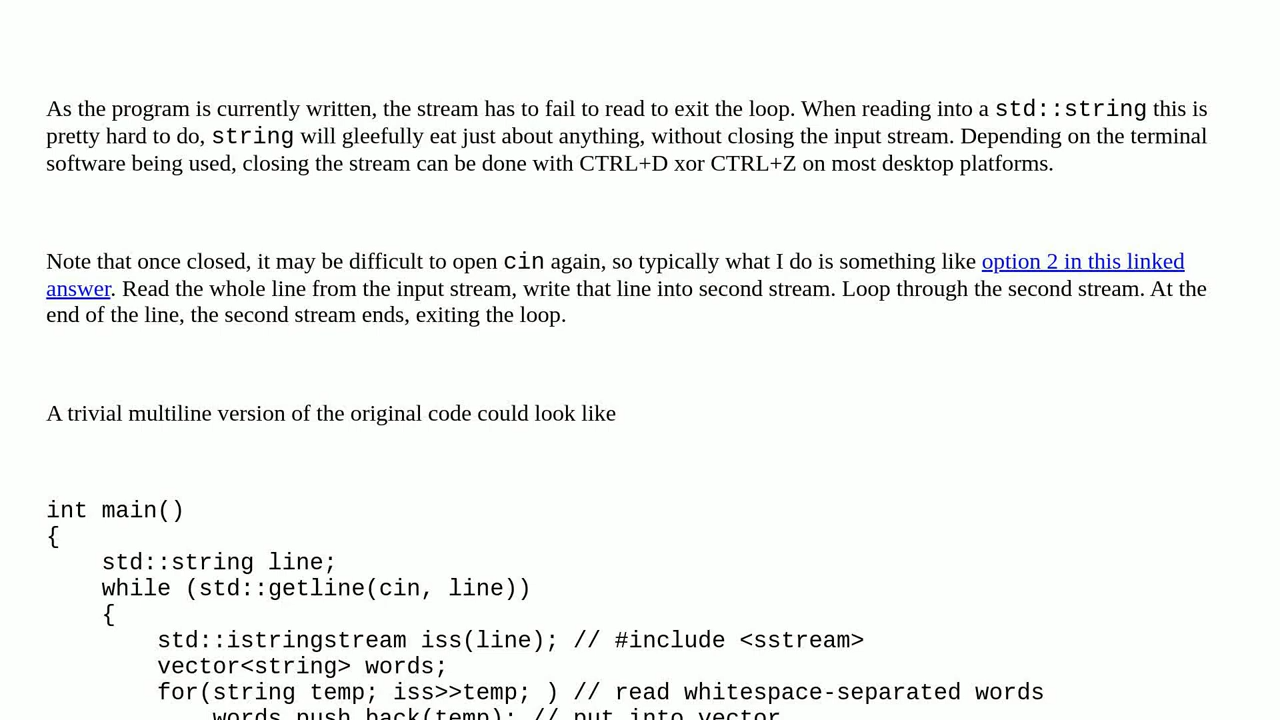 As the program is currently written, the stream has to fail to read to exit the loop. When reading into a std::string this is
pretty hard to do, string will gleefully eat just about anything, without closing the input stream. Depending on the terminal
software being used, closing the stream can be done with CTRL+D xor CTRL+Z on most desktop platforms.
Note that once closed, it may be difficult to open cin again, so typically what I do is something like option 2 in this linked
answer. Read the whole line from the input stream, write that line into second stream. Loop through the second stream. At the
end of the line, the second stream ends, exiting the loop.
A trivial multiline version of the original code could look like
int main()
{
    std::string line;
    while (std::getline(cin, line))
    {
        std::istringstream iss(line); // #include <sstream>
        vector<string> words;
        for(string temp; iss>>temp; ) // read whitespace-separated words
            words.push_back(temp); // put into vector